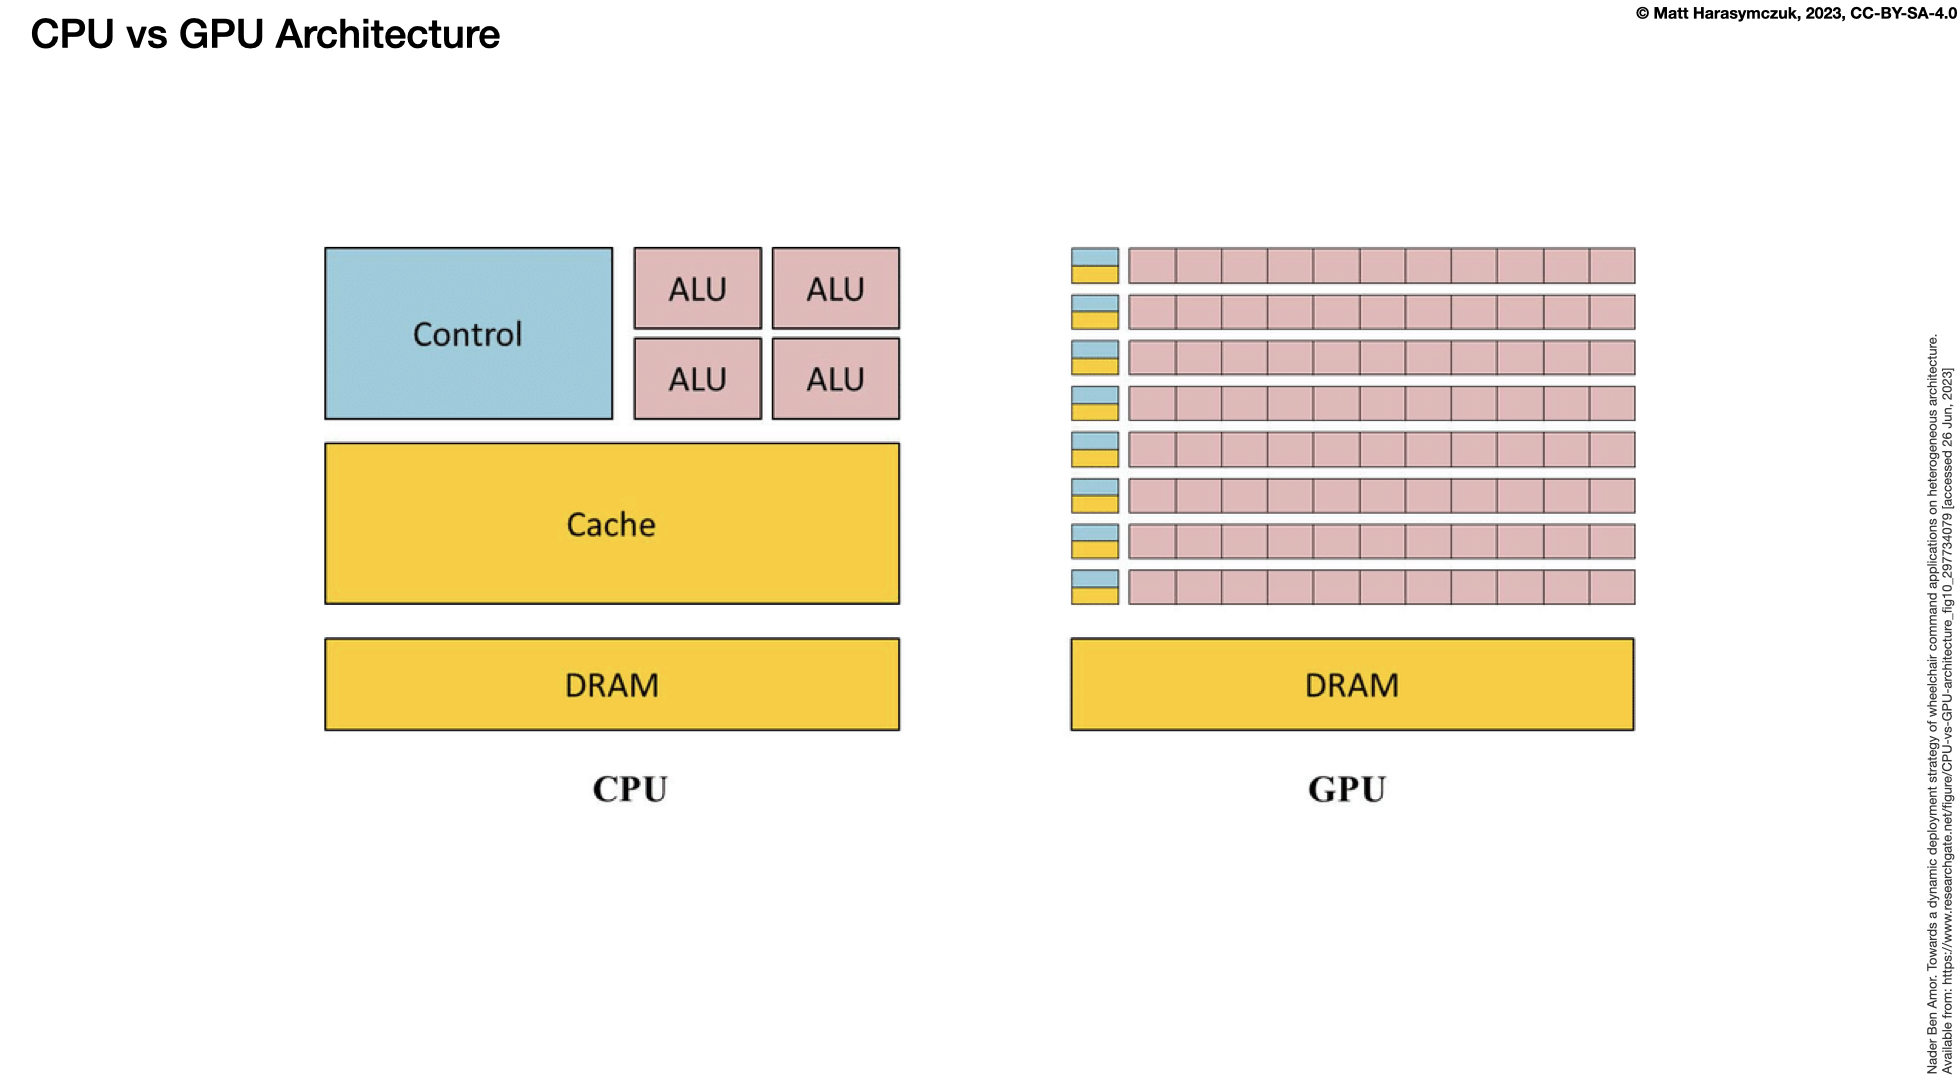 CPU vs GPU Architecture
© Matt Harasymczuk, 2023, CC-BY-SA-4.0
Control
ALU
ALU
ALU
ALU
Cache
DRAM
CPU
DRAM
GPU
Nader Ben Amor. Towards a dynamic deployment strategy of wheelchair command applications on heterogeneous architecture.
Available from: https://www.researchgate.net/figure/CPU-vs-GPU-architecture_fig10_297734079 [accessed 26 Jun, 2023]